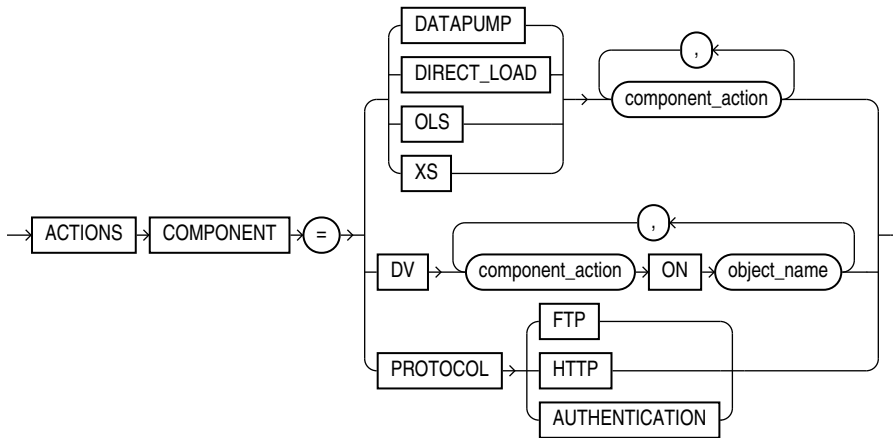 DATAPUMP
,
DIRECT_LOAD
component_action
OLS
XS
ACTIONS COMPONENT =
,
DV component_action ON object_name
FTP
PROTOCOL HTTP
AUTHENTICATION